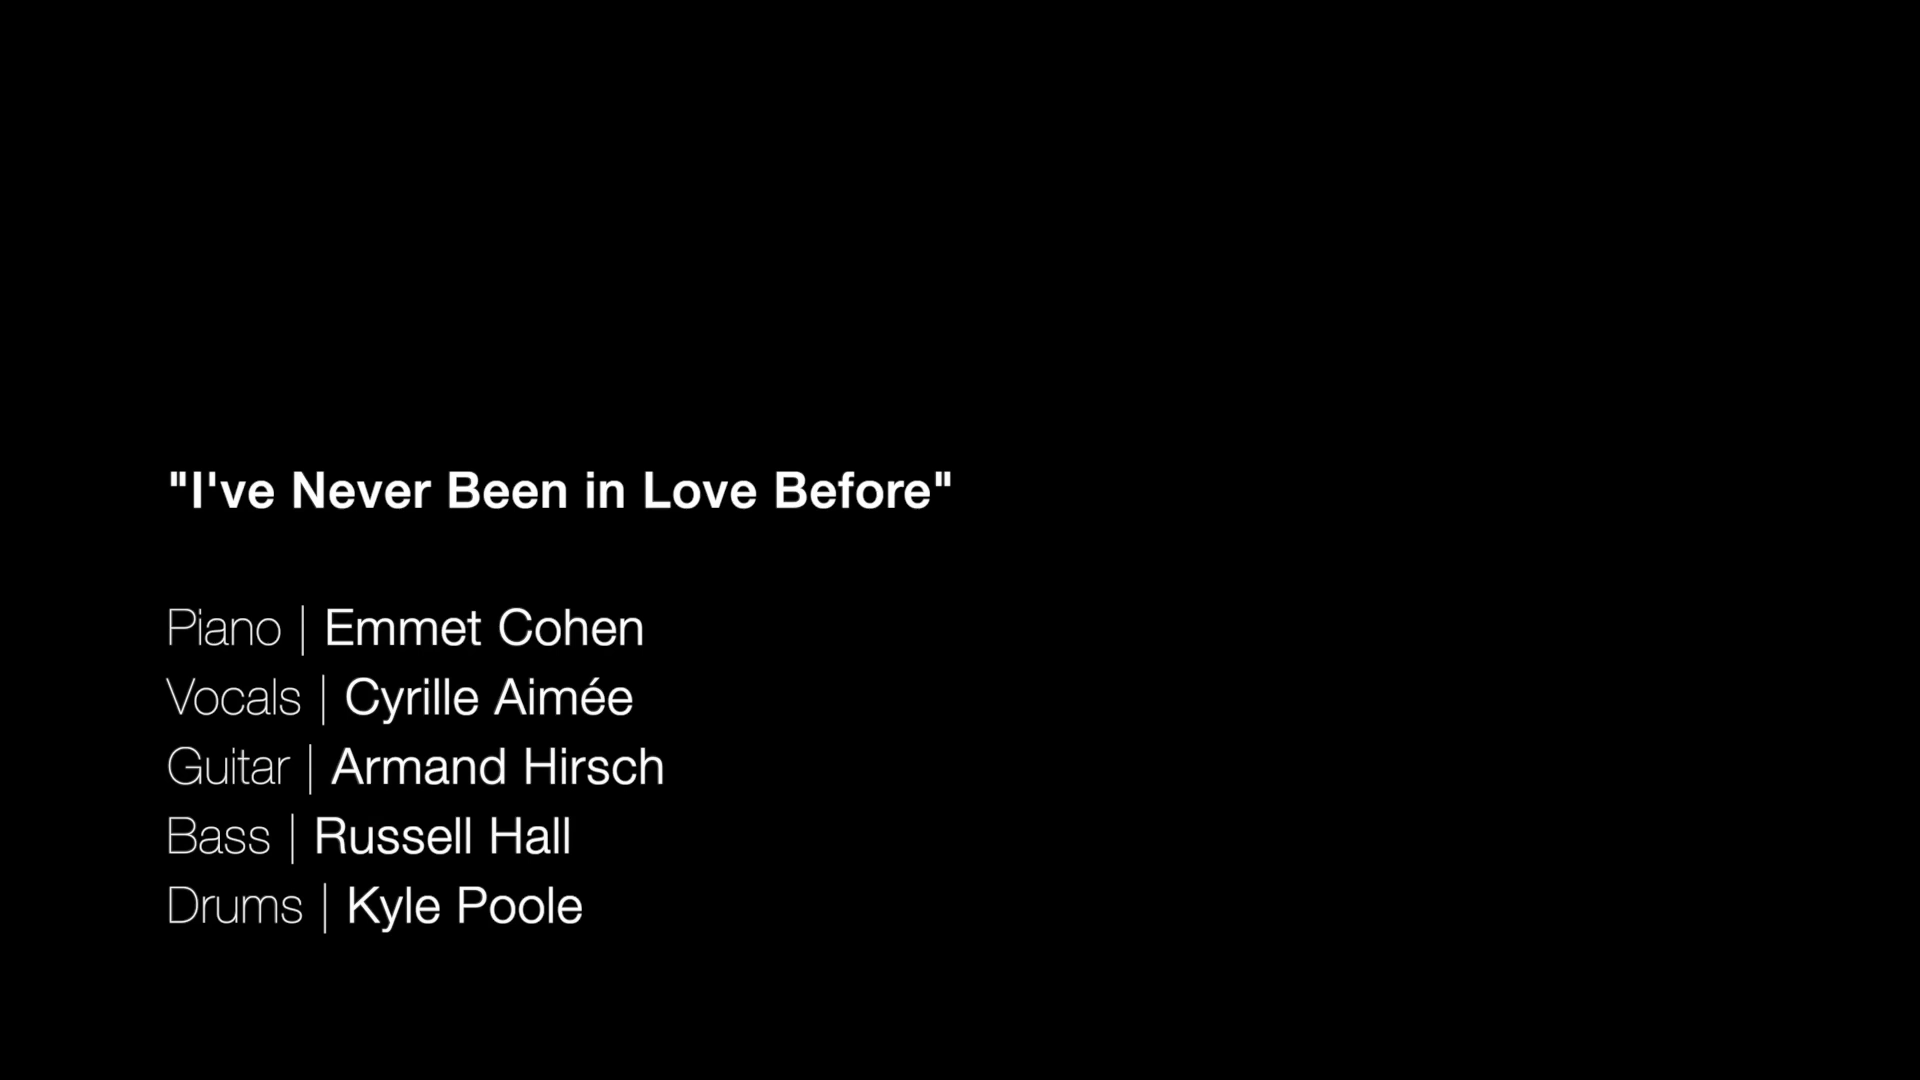 "I've Never Been in Love Before"
Piano | Emmet Cohen
Vocals | Cyrille Aimée
Guitar | Armand Hirsch
Bass | Russell Hall
Drums | Kyle Poole